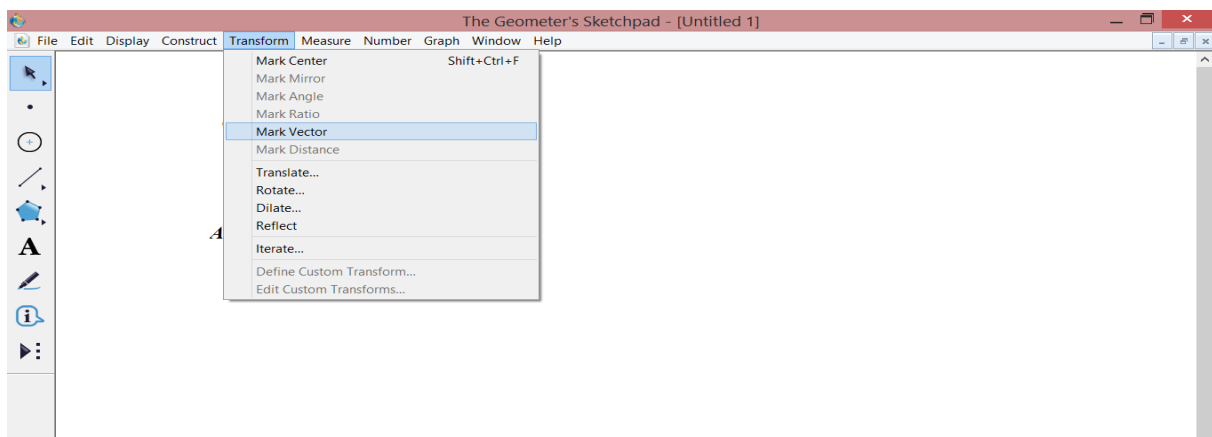 The Geometer's Sketchpad - [Untitled 1]
File Edit Display Construct Transform Measure Number Graph Window Help
Mark Center Shift+Ctrl+F
Mark Mirror
Mark Angle
Mark Ratio
Mark Vector
Mark Distance
Translate...
Rotate...
Dilate...
Reflect
Iterate...
Define Custom Transform...
Edit Custom Transforms...
A
A
i